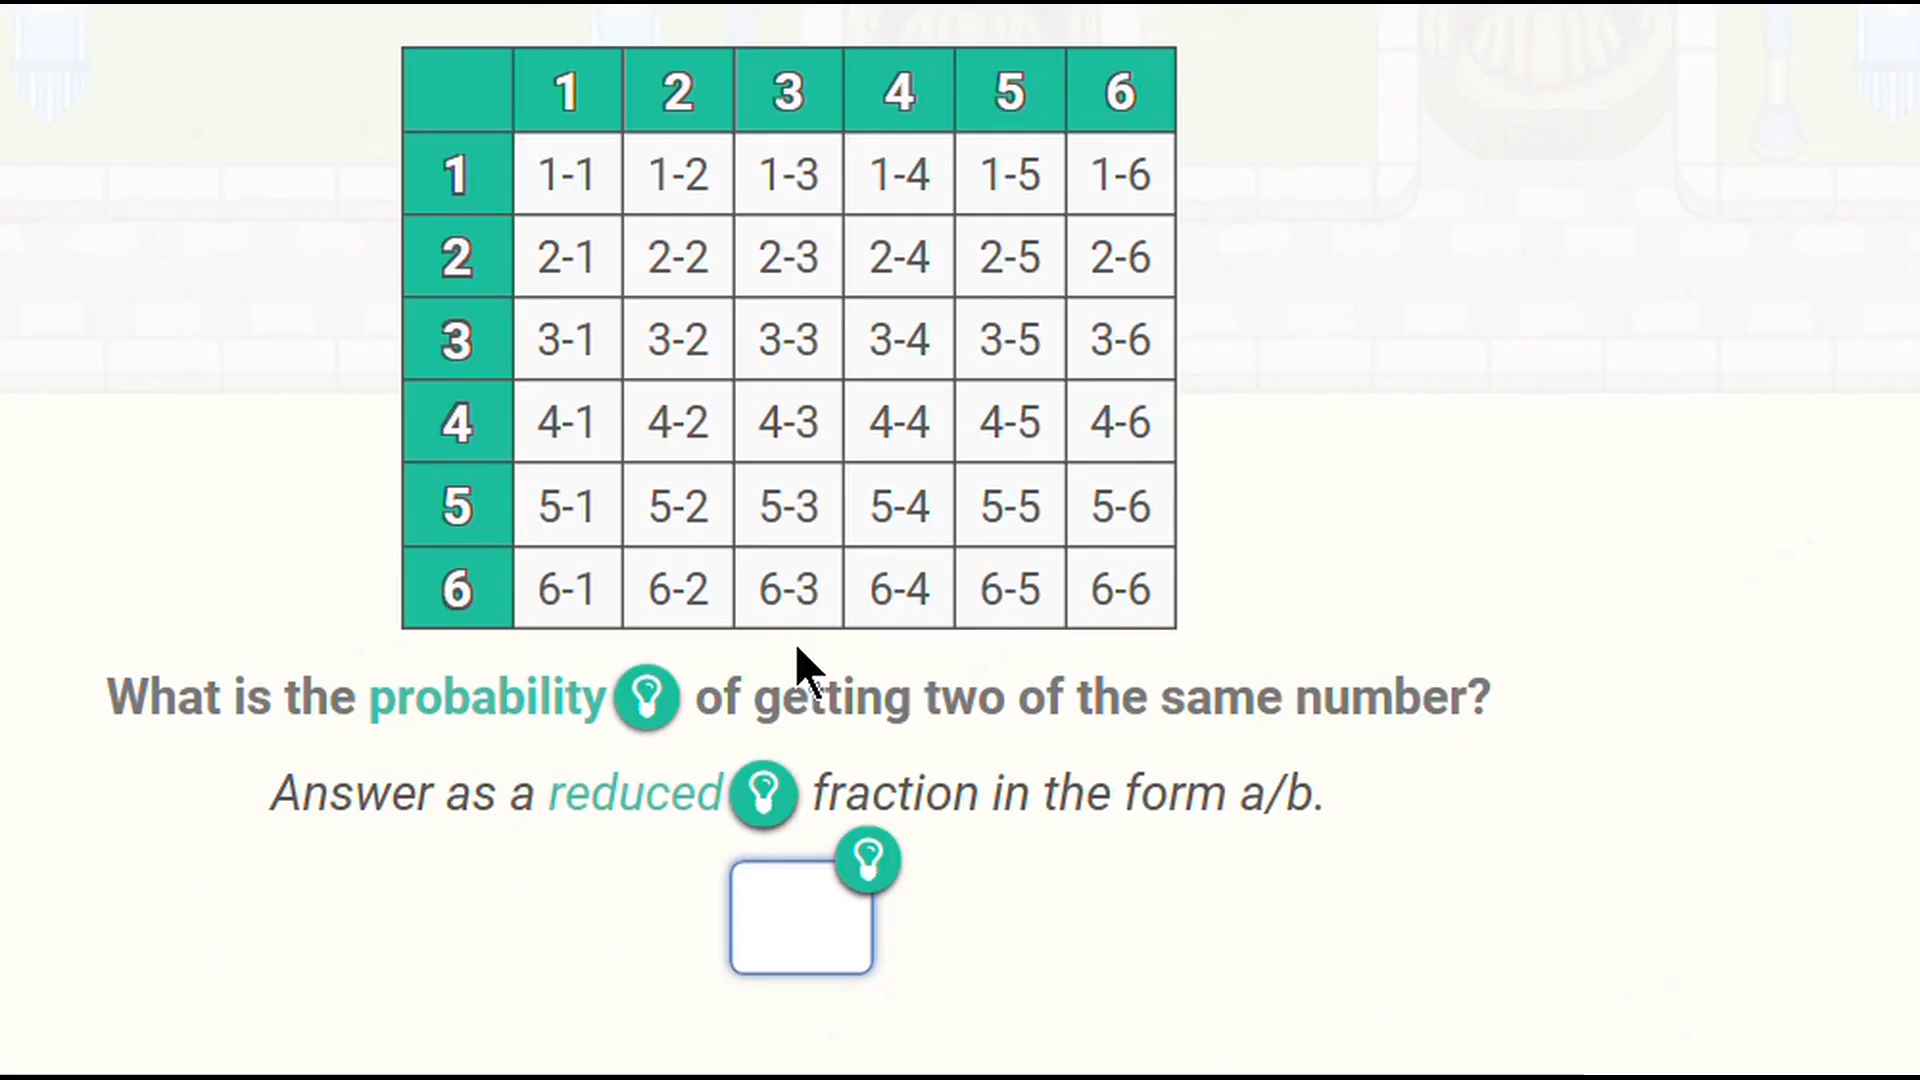 1 2 3 4 5 6
1 1-1 1-2 1-3 1-4 1-5 1-6
2 2-1 2-2 2-3 2-4 2-5 2-6
3 3-1 3-2 3-3 3-4 3-5 3-6
4 4-1 4-2 4-3 4-4 4-5 4-6
5 5-1 5-2 5-3 5-4 5-5 5-6
6 6-1 6-2 6-3 6-4 6-5 6-6
What is the probability of getting two of the same number?
Answer as a reduced fraction in the form a/b.